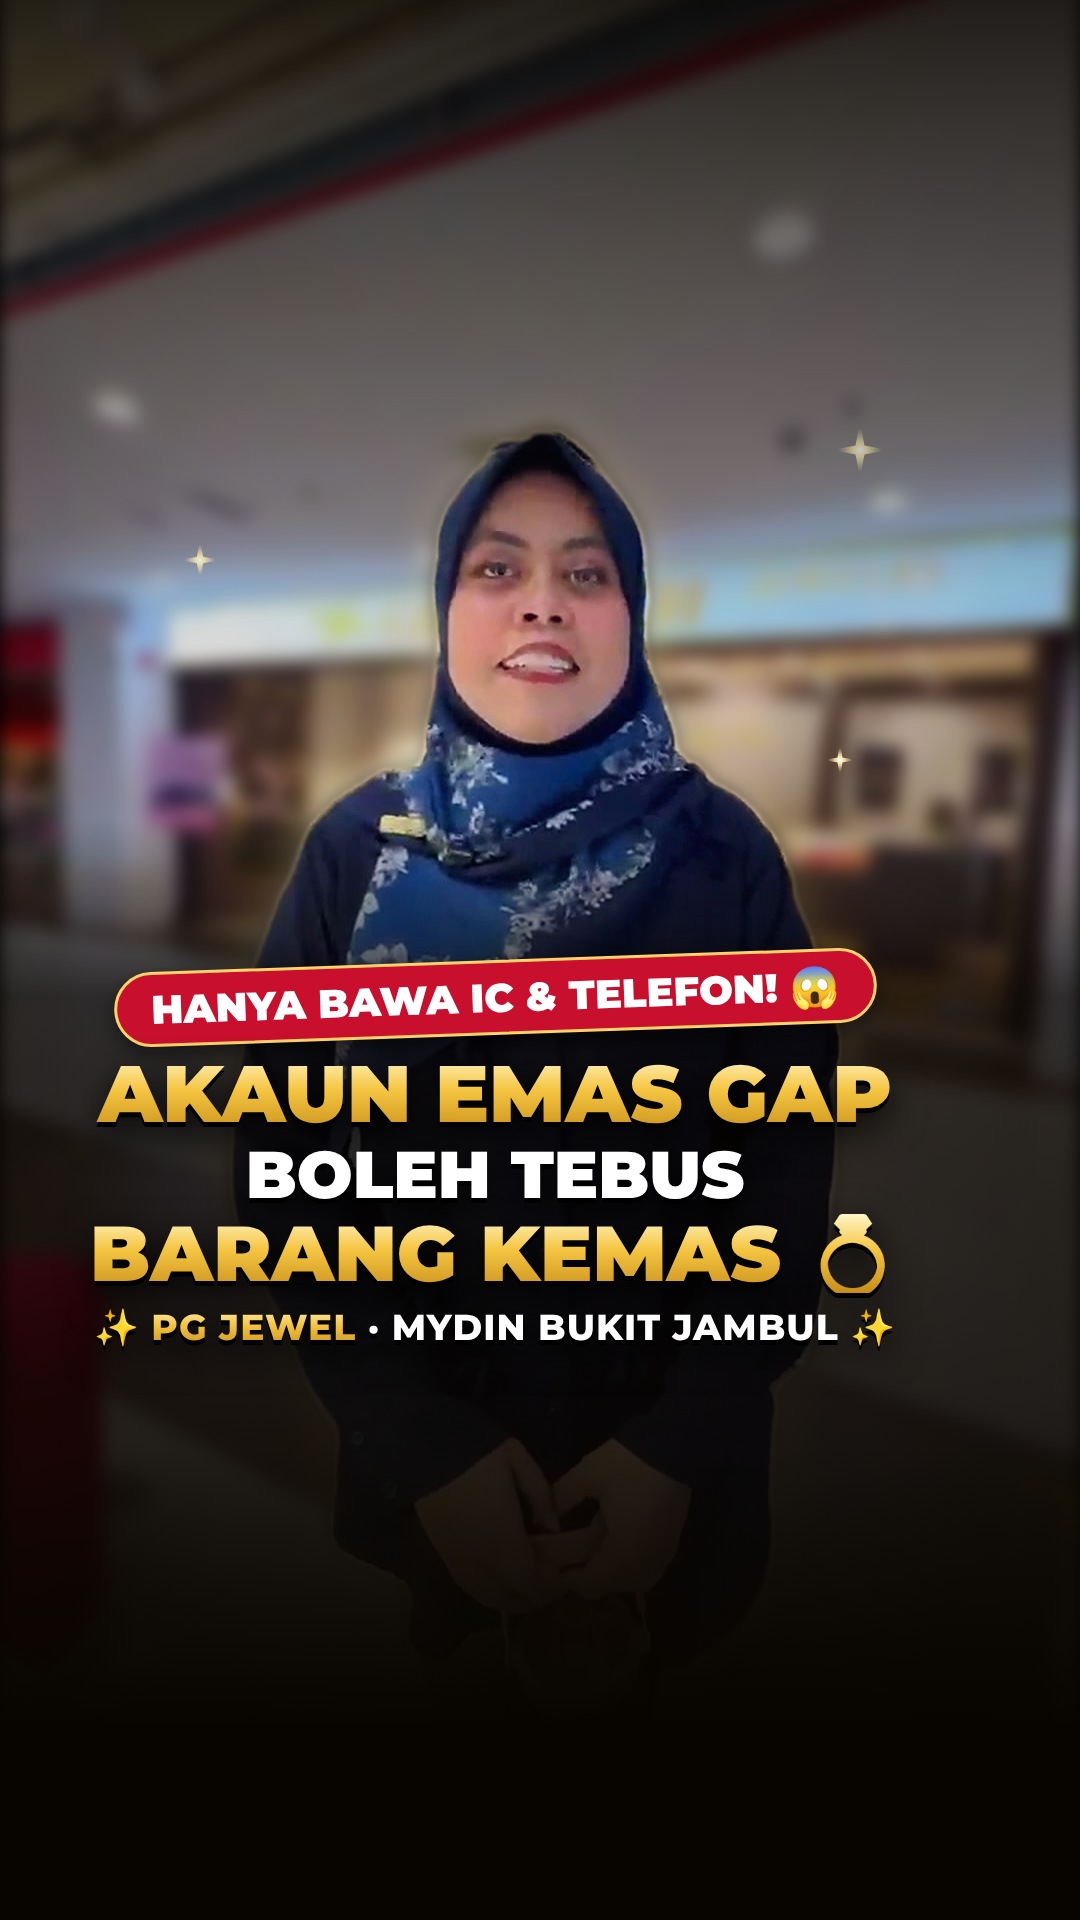 HANYA BAWA IC & TELEFON! 😱
AKAUN EMAS GAP
BOLEH TEBUS
BARANG KEMAS 💍
✨ PG JEWEL • MYDIN BUKIT JAMBUL ✨